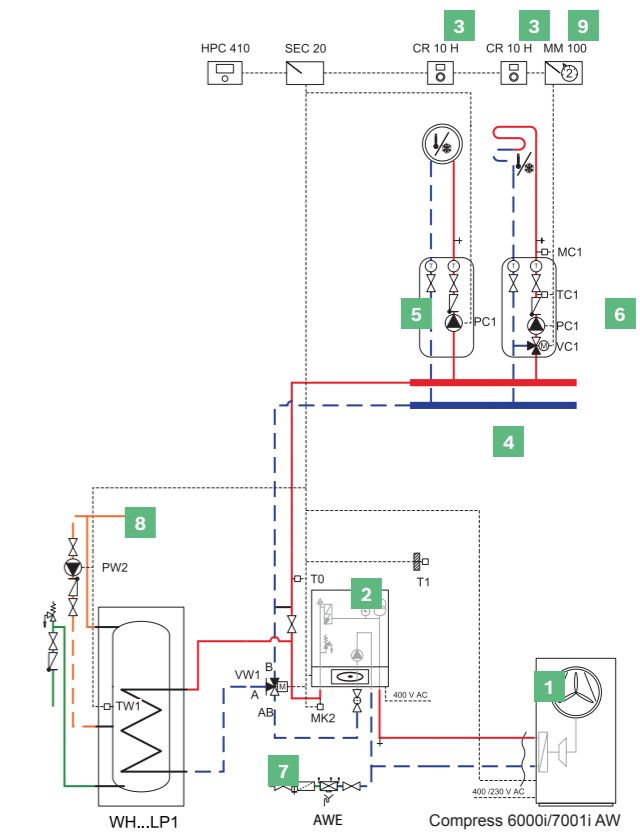 3 3 9
HPC 410 SEC 20 CR 10 H CR 10 H MM 100
2
MC1
T T T T
TC1
5 PC1 6
PC1
M VC1
4
8
PW2
T0 T1
2
B
VW1 M
A
TW1
400 V AC
AB MK2
1
7
400 /230 V AC
AWE
WH...LP1 Compress 6000i/7001i AW